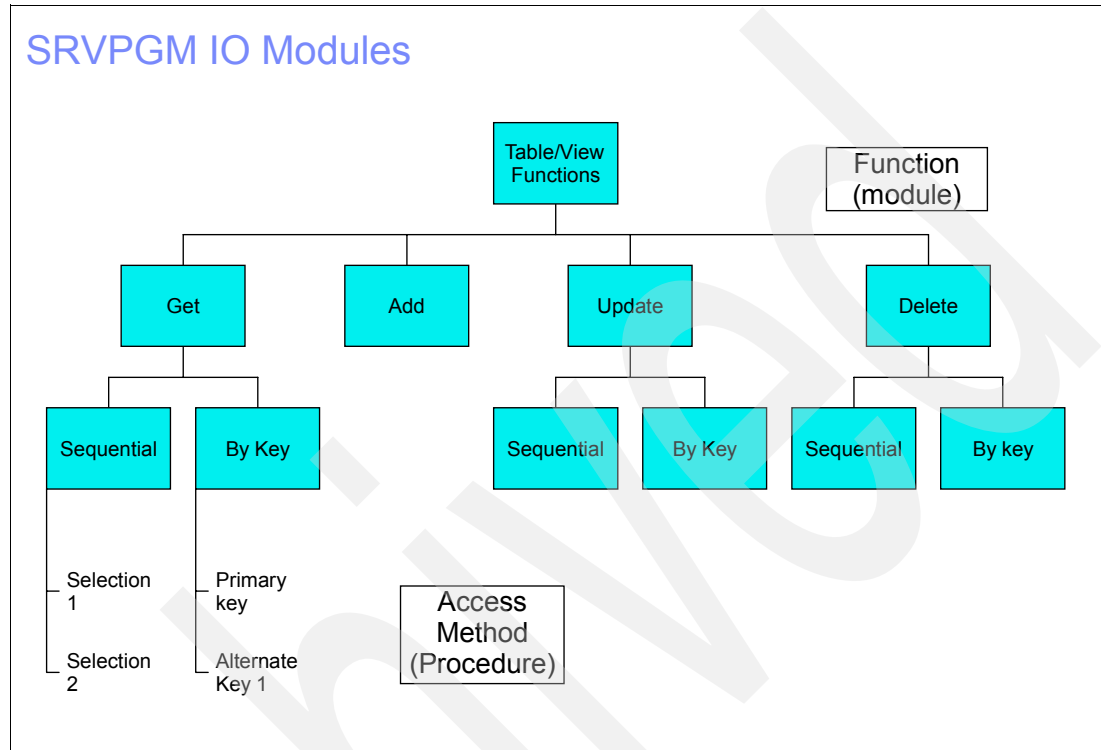 SRVPGM IO Modules
Table/View
Functions
Function
(module)
Get
Add
Update
Delete
Sequential
By Key
Sequential
By Key
Sequential
By key
Selection
1
Primary
key
Selection
2
Alternate
Key 1
Access
Method
(Procedure)
hived